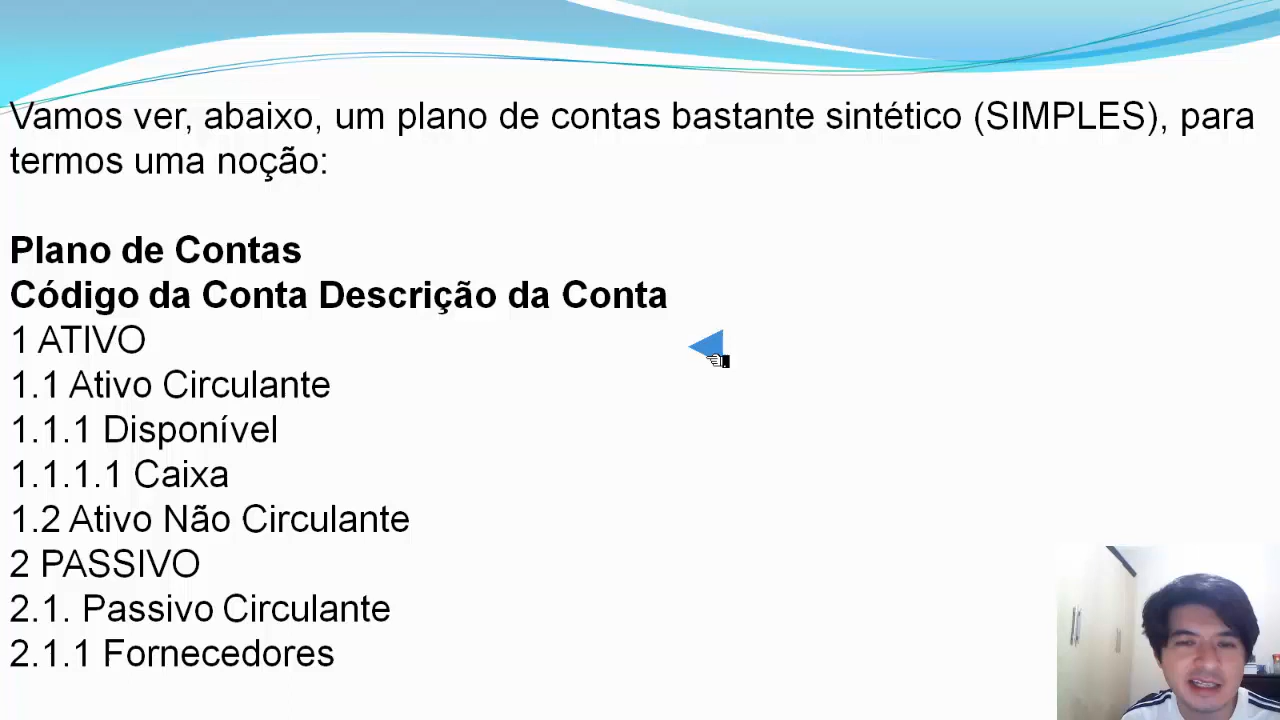 Vamos ver, abaixo, um plano de contas bastante sintético (SIMPLES), para
termos uma noção:
Plano de Contas
Código da Conta Descrição da Conta
1 ATIVO
1.1 Ativo Circulante
1.1.1 Disponível
1.1.1.1 Caixa
1.2 Ativo Não Circulante
2 PASSIVO
2.1. Passivo Circulante
2.1.1 Fornecedores